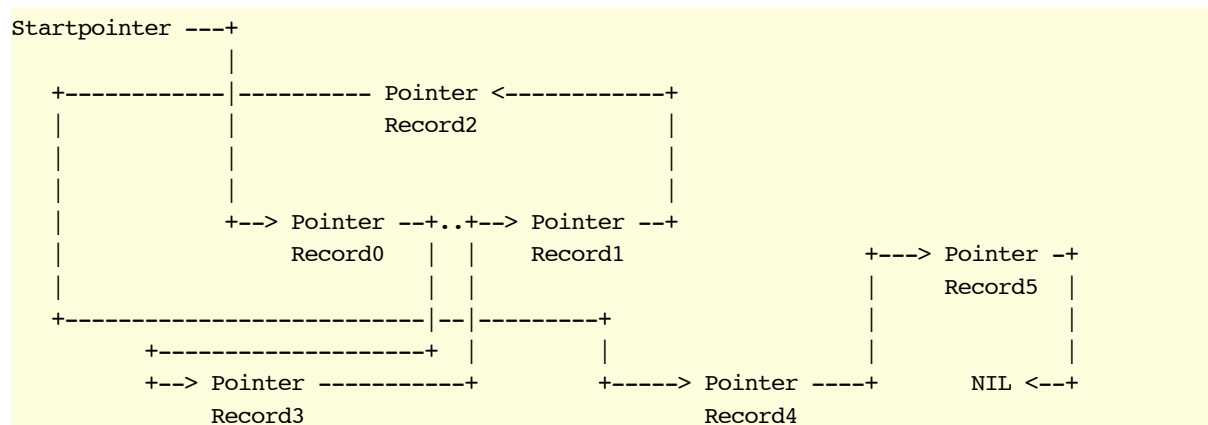 Startpointer ---+
|
+------------|---------- Pointer <------------+
| | Record2 |
| | |
| | |
| +--> Pointer --+..+--> Pointer --+
| Record0 | | Record1 +---> Pointer -+
| | | | Record5 |
+---------------------------|--|---------+ | |
+--------------------+ | | | |
+--> Pointer -----------+ +-----> Pointer ----+ NIL <--+
Record3 Record4